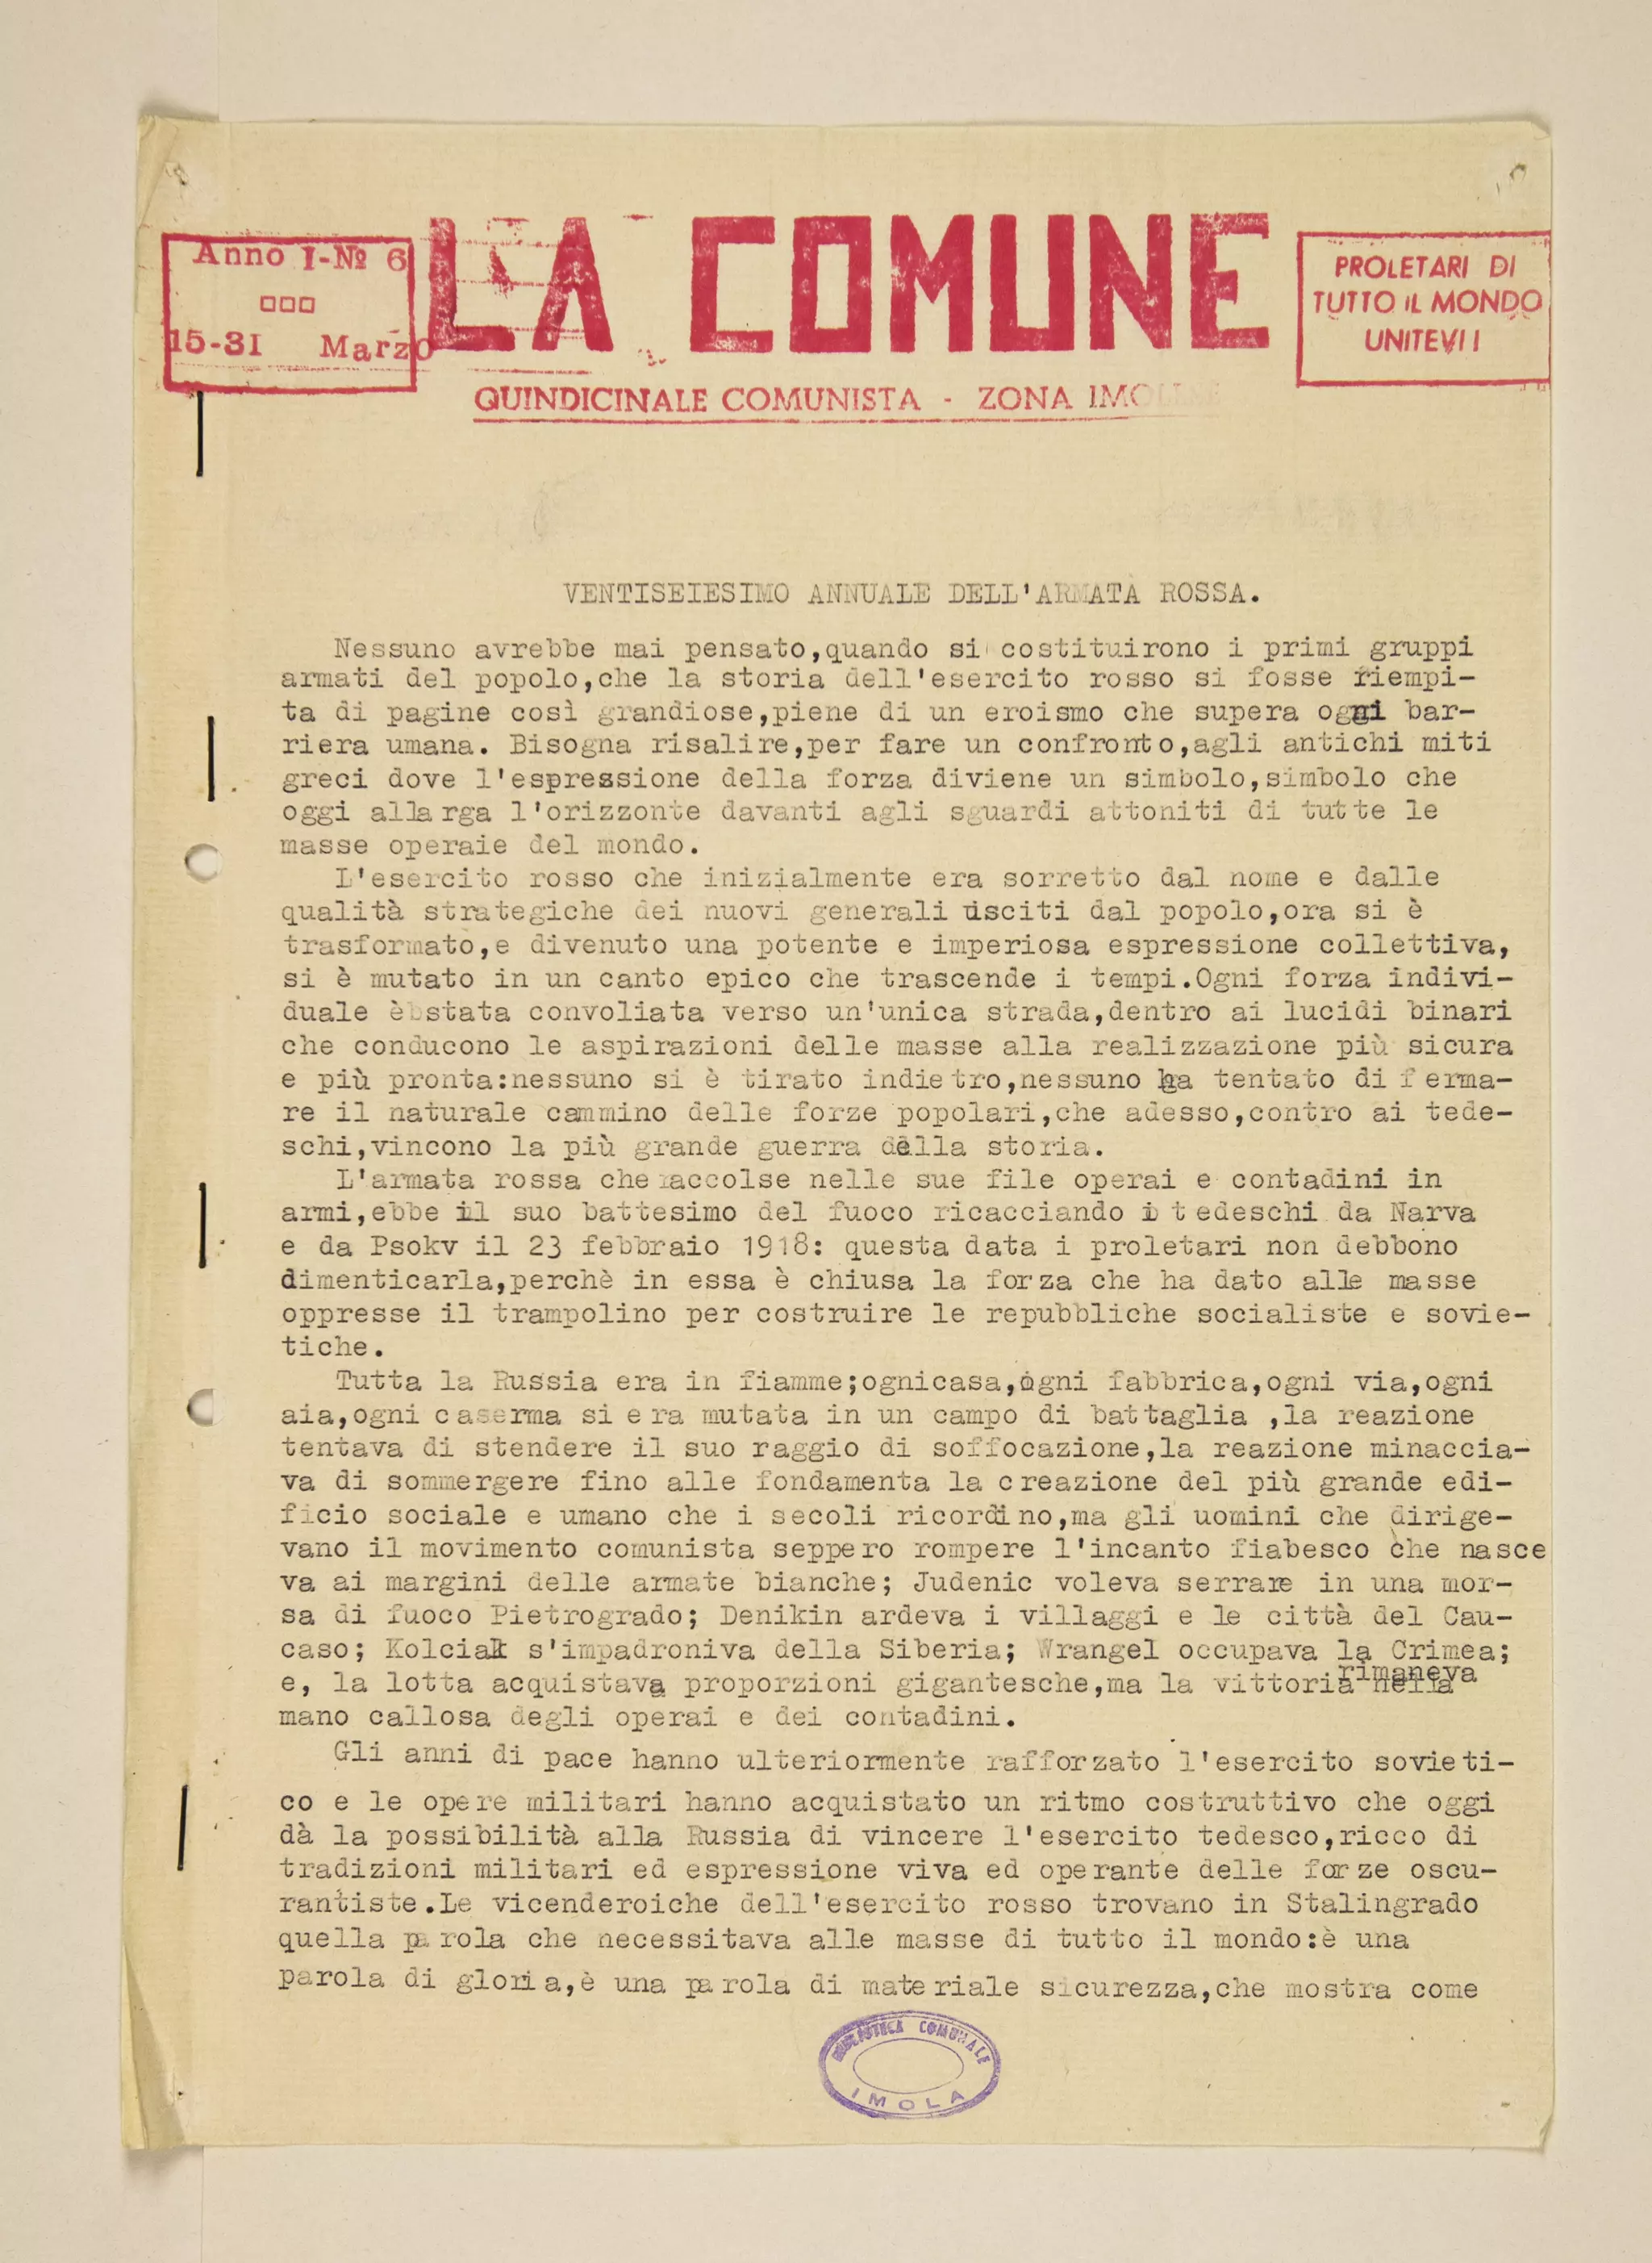 Anno I-Nº 6
15-31 Marzo
LA COMUNE
PROLETARI DI
TUTTO IL MONDO
UNITEVI!
QUINDICINALE COMUNISTA - ZONA
VENTISEIESIMO ANNUALE DELL'ARMATA ROSSA.
Nessuno avrebbe mai pensato,quando si costituirono i primi gruppi
armati del popolo,che la storia dell'esercito rosso si fosse riempi-
ta di pagine così grandiose,piene di un eroismo che supera ogni bar-
riera umana. Bisogna risalire,per fare un confronto,agli antichi miti
greci dove l'espressione della forza diviene un simbolo,simbolo che
oggi allarga l'orizzonte davanti agli sguardi attoniti di tutte le
masse operaie del mondo.
L'esercito rosso che inizialmente era sorretto dal nome e dalle
qualità strategiche dei nuovi generali usciti dal popolo,ora si è
trasformato,e divenuto una potente e imperiosa espressione collettiva,
si è mutato in un canto epico che trascende i tempi.Ogni forza indivi-
duale è stata convoliata verso un'unica strada,dentro ai lucidi binari
che conducono le aspirazioni delle masse alla realizzazione più sicura
e più pronta:nessuno si è tirato indietro,nessuno ha tentato di ferma-
re il naturale cammino delle forze popolari,che adesso,contro ai tede-
schi,vincono la più grande guerra della storia.
L'armata rossa che raccolse nelle sue file operai e contadini in
armi,ebbe il suo battesimo del fuoco ricacciando i tedeschi da Narva
e da Psokv il 23 febbraio 1918: questa data i proletari non debbono
dimenticarla,perchè in essa è chiusa la forza che ha dato alle masse
oppresse il trampolino per costruire le repubbliche socialiste e sovie-
tiche.
Tutta la Russia era in fiamme;ognicasa,ogni fabbrica,ogni via,ogni
aia,ogni caserma si era mutata in un campo di battaglia ,la reazione
tentava di stendere il suo raggio di soffocazione,la reazione minaccia-
va di sommergere fino alle fondamenta la creazione del più grande edi-
ficio sociale e umano che i secoli ricordino,ma gli uomini che dirige-
vano il movimento comunista seppero rompere l'incanto fiabesco che nasce
va ai margini delle armate bianche; Judenic voleva serrare in una mor-
sa di fuoco Pietrogrado; Denikin ardeva i villaggi e le città del Cau-
caso; Kolciak s'impadroniva della Siberia; Wrangel occupava la Crimea;
e, la lotta acquistava proporzioni gigantesche,ma la vittoria rimaneva nella
mano callosa degli operai e dei contadini.
Gli anni di pace hanno ulteriormente rafforzato l'esercito sovieti-
co e le opere militari hanno acquistato un ritmo costruttivo che oggi
dà la possibilità alla Russia di vincere l'esercito tedesco,ricco di
tradizioni militari ed espressione viva ed operante delle forze oscu-
rantiste.Le vicenderoiche dell'esercito rosso trovano in Stalingrado
quella parola che necessitava alle masse di tutto il mondo:è una
parola di gloria,è una parola di materiale sicurezza,che mostra come
BIBLIOTECA COMUNALE
IMOLA